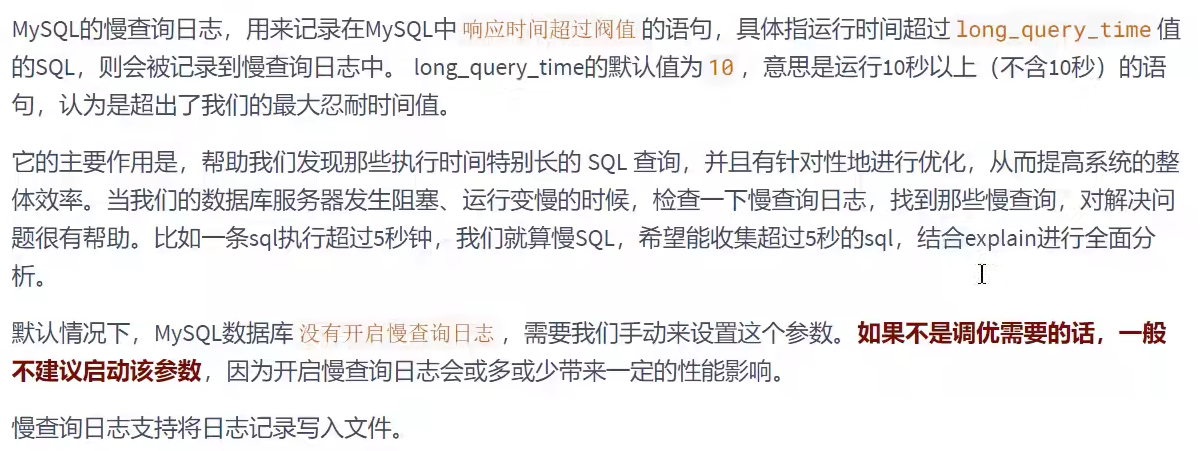 MySQL的慢查询日志，用来记录在MySQL中 响应时间超过阀值 的语句，具体指运行时间超过 long_query_time 值
的SQL，则会被记录到慢查询日志中。 long_query_time的默认值为 10 ，意思是运行10秒以上（不含10秒）的语
句，认为是超出了我们的最大忍耐时间值。
它的主要作用是，帮助我们发现那些执行时间特别长的 SQL 查询，并且有针对性地进行优化，从而提高系统的整
体效率。当我们的数据库服务器发生阻塞、运行变慢的时候，检查一下慢查询日志，找到那些慢查询，对解决问
题很有帮助。比如一条sql执行超过5秒钟，我们就算慢SQL，希望能收集超过5秒的sql，结合explain进行全面分
析。
默认情况下，MySQL数据库 没有开启慢查询日志 ，需要我们手动来设置这个参数。如果不是调优需要的话，一般
不建议启动该参数，因为开启慢查询日志会或多或少带来一定的性能影响。
慢查询日志支持将日志记录写入文件。